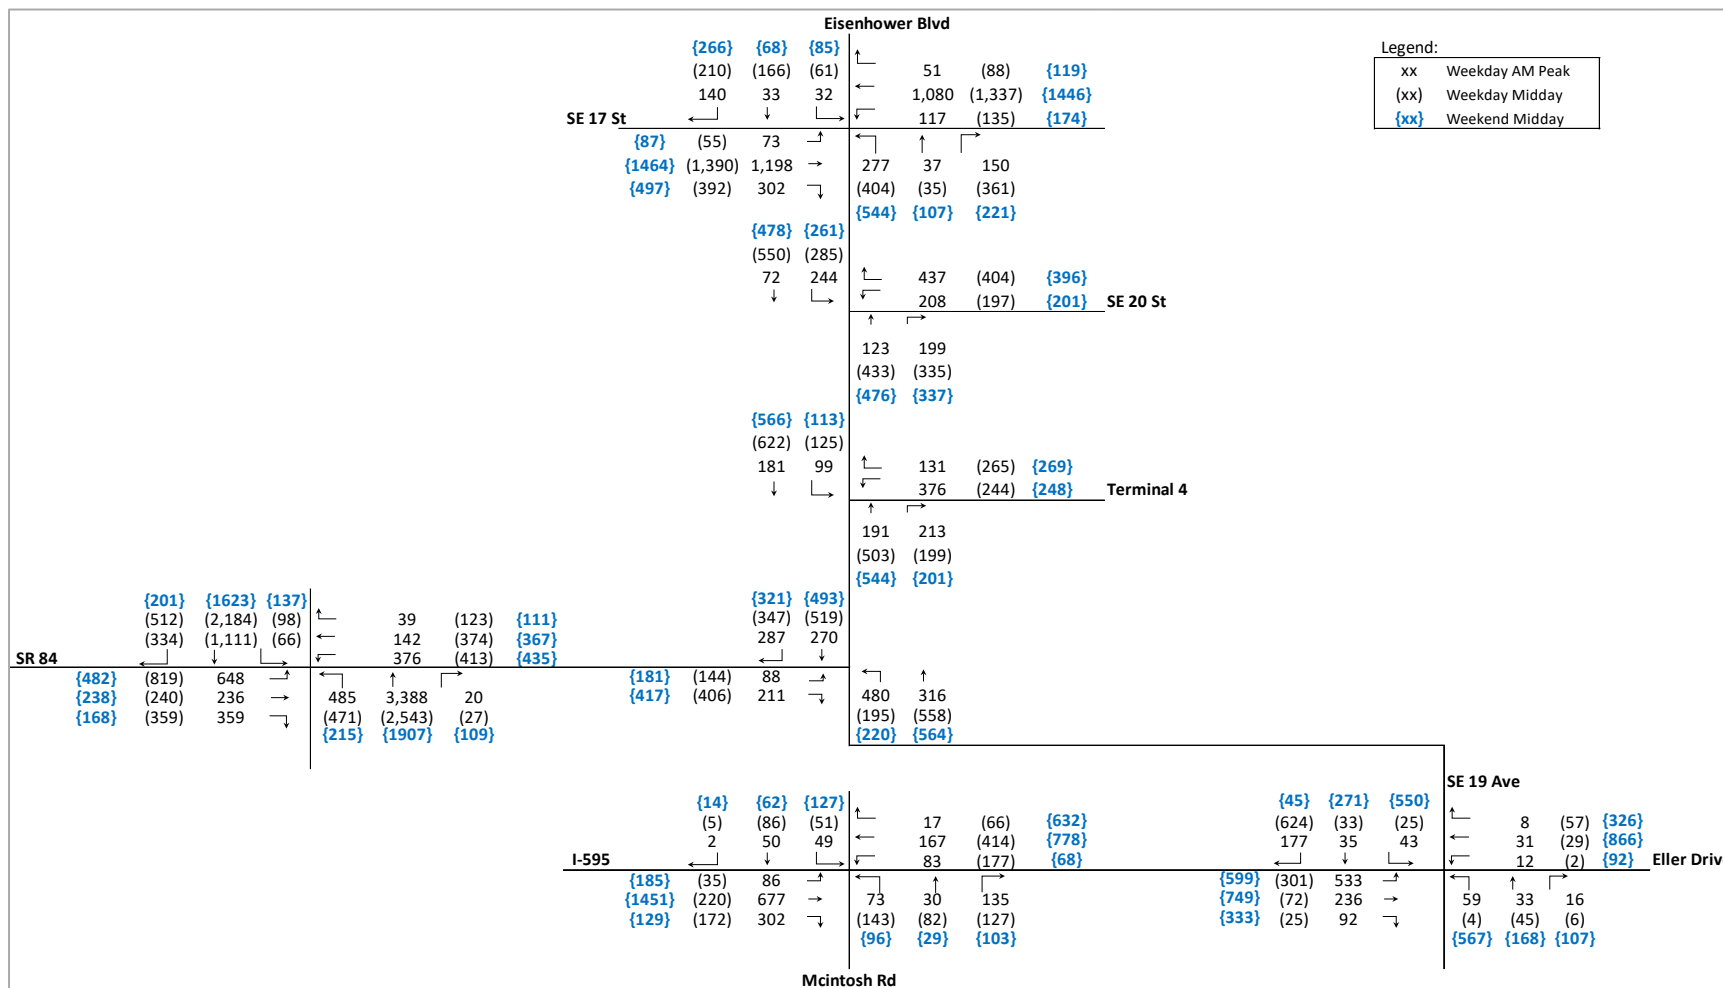 Eisenhower Blvd
{266} {68} {85}
(210) (166) (61)
140 33 32
51 (88) {119}
1,080 (1,337) {1446}
117 (135) {174}
Legend:
xx Weekday AM Peak
(xx) Weekday Midday
{xx} Weekend Midday
SE 17 St
{87} (55) 73
{1464} (1,390) 1,198
{497} (392) 302
277 37 150
(404) (35) (361)
{544} {107} {221}
{478} {261}
(550) (285)
72 244
437 (404) {396}
208 (197) {201} SE 20 St
123 199
(433) (335)
{476} {337}
{566} {113}
(622) (125)
181 99
131 (265) {269}
376 (244) {248} Terminal 4
191 213
(503) (199)
{544} {201}
{201} {1623} {137}
(512) (2,184) (98)
(334) (1,111) (66)
39 (123) {111}
142 (374) {367}
376 (413) {435}
SR 84
{482} (819) 648
{238} (240) 236
{168} (359) 359
485 3,388 20
(471) (2,543) (27)
{215} {1907} {109}
{321} {493}
(347) (519)
287 270
{181} (144) 88
{417} (406) 211
480 316
(195) (558)
{220} {564}
{14} {62} {127}
(5) (86) (51)
2 50 49
17 (66) {632}
167 (414) {778}
83 (177) {68}
I-595
{185} (35) 86
{1451} (220) 677
{129} (172) 302
73 30 135
(143) (82) (127)
{96} {29} {103}
Mcintosh Rd
SE 19 Ave
{45} {271} {550}
(624) (33) (25)
177 35 43
8 (57) {326}
31 (29) {866}
12 (2) {92} Eller Driv
{599} (301) 533
{749} (72) 236
{333} (25) 92
59 33 16
(4) (45) (6)
{567} {168} {107}